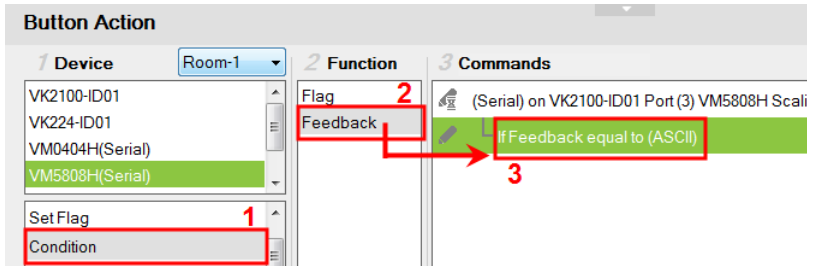 Button Action
1 Device Room-1 2 Function 3 Commands
VK2100-ID01
VK224-ID01
VM0404H(Serial)
VM5808H(Serial)
Set Flag 1
Condition
Flag 2
Feedback
(Serial) on VK2100-ID01 Port (3) VM5808H Scali
If Feedback equal to (ASCII)
3